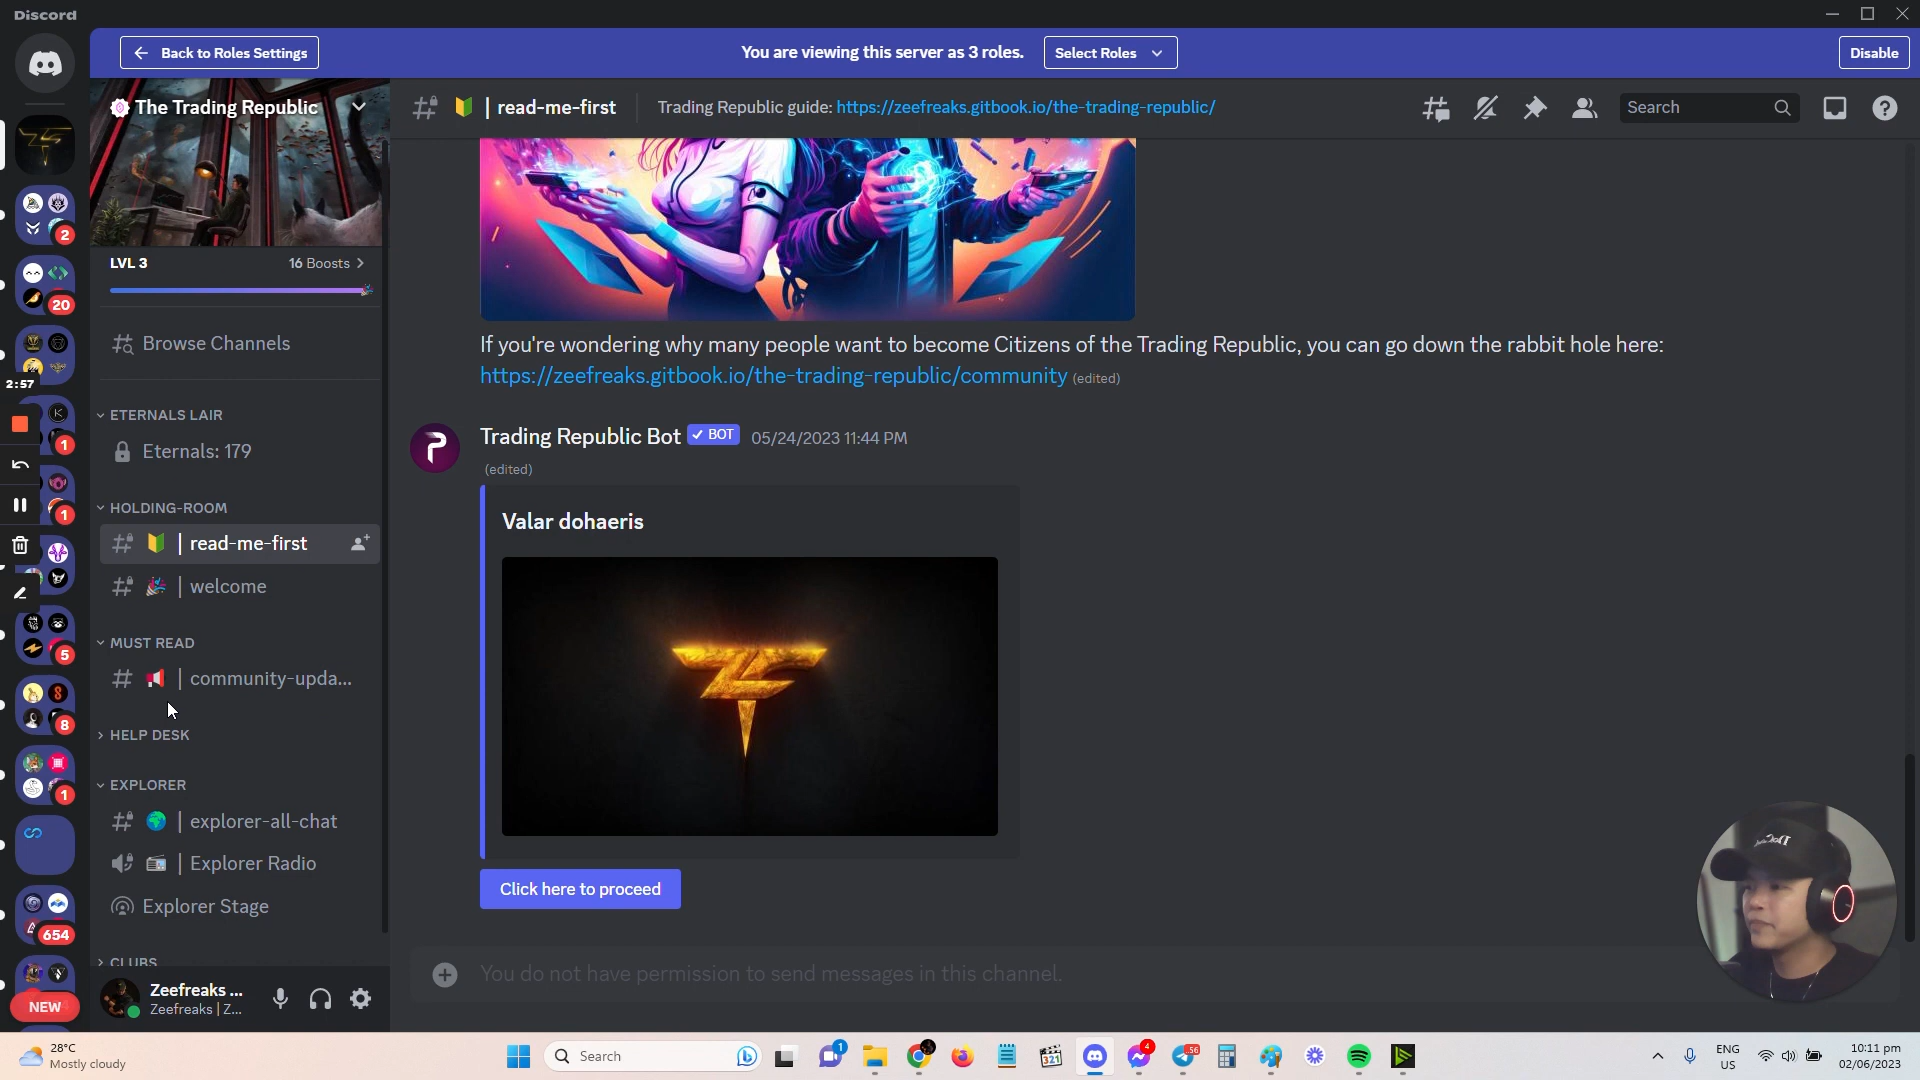 Discord
Back to Roles Settings
You are viewing this server as 3 roles.
Select Roles
Disable
The Trading Republic
| read-me-first
Trading Republic guide: https://zeefreaks.gitbook.io/the-trading-republic/
Search
LVL 3
16 Boosts
Browse Channels
ETERNALS LAIR
Eternals: 179
HOLDING-ROOM
| read-me-first
| welcome
MUST READ
| community-upda...
HELP DESK
EXPLORER
| explorer-all-chat
| Explorer Radio
Explorer Stage
CLUBS
Zeefreaks ...
Zeefreaks | Z...
2
20
2:57
1
1
5
8
1
654
NEW
If you're wondering why many people want to become Citizens of the Trading Republic, you can go down the rabbit hole here:
https://zeefreaks.gitbook.io/the-trading-republic/community (edited)
Trading Republic Bot ✓ BOT 05/24/2023 11:44 PM
(edited)
Valar dohaeris
Click here to proceed
You do not have permission to send messages in this channel.
28°C
Mostly cloudy
Search
1
321
4
56
ENG
US
10:11 pm
02/06/2023